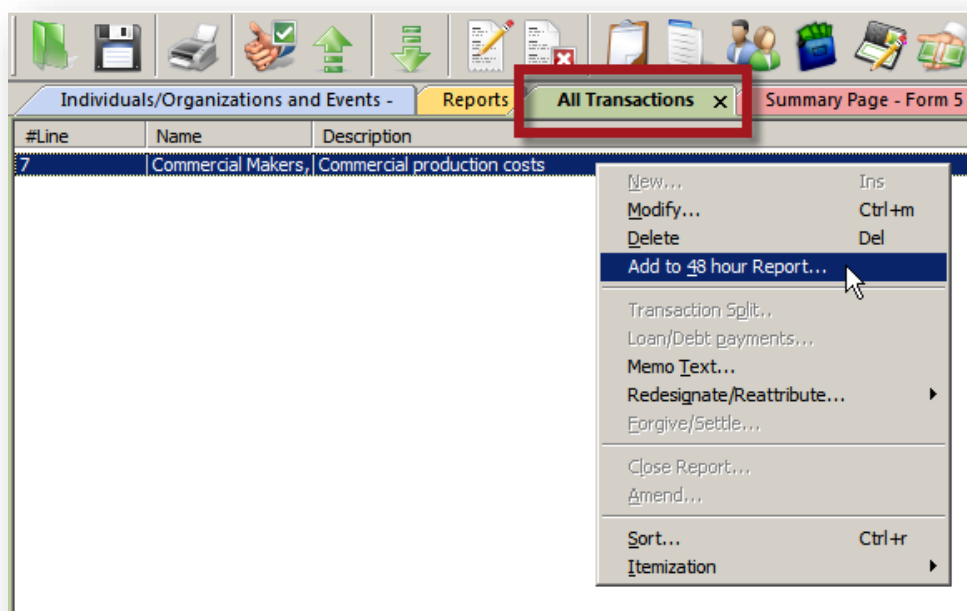 Individuals/Organizations and Events - Reports All Transactions x Summary Page - Form 5
#Line Name Description
7 Commercial Makers, Commercial production costs
New... Ins
Modify... Ctrl+m
Delete Del
Add to 48 hour Report...
Transaction Split..
Loan/Debt payments...
Memo Text...
Redesignate/Reattribute...
Forgive/Settle...
Close Report...
Amend...
Sort... Ctrl+r
Itemization